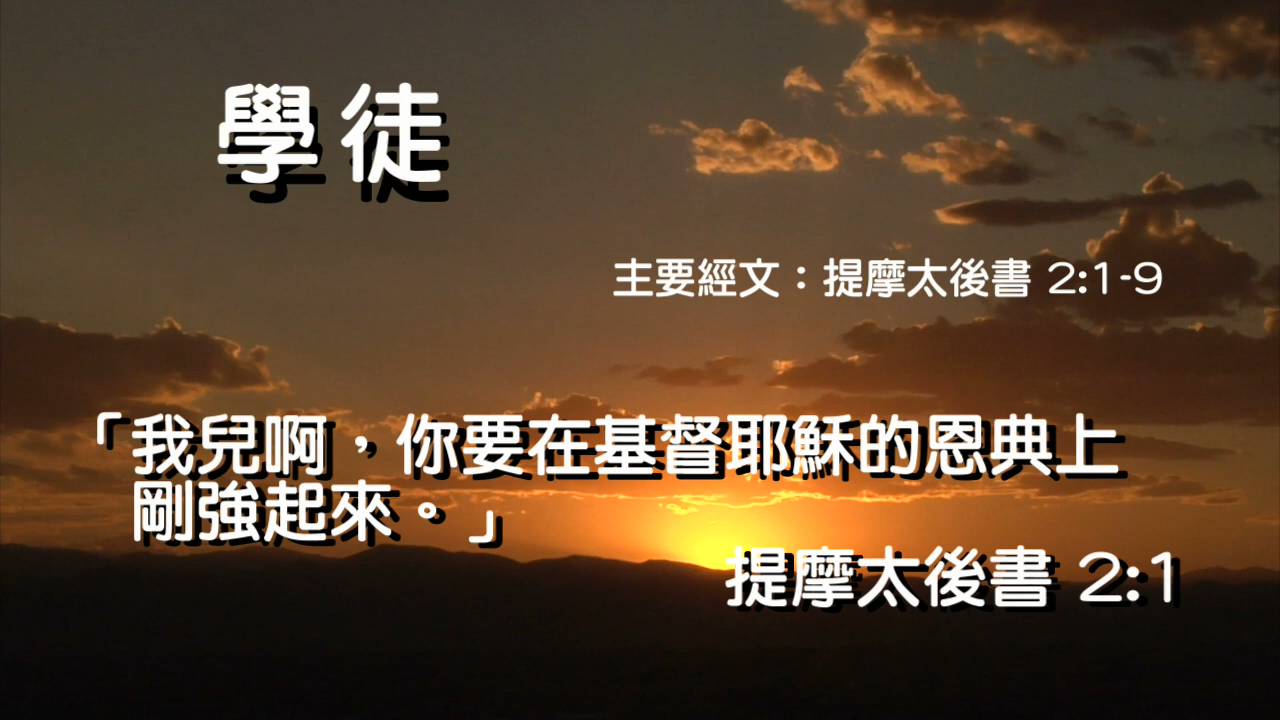 學徒
主要經文：提摩太後書 2:1-9
「我兒啊，你要在基督耶穌的恩典上
剛強起來。」
提摩太後書 2:1